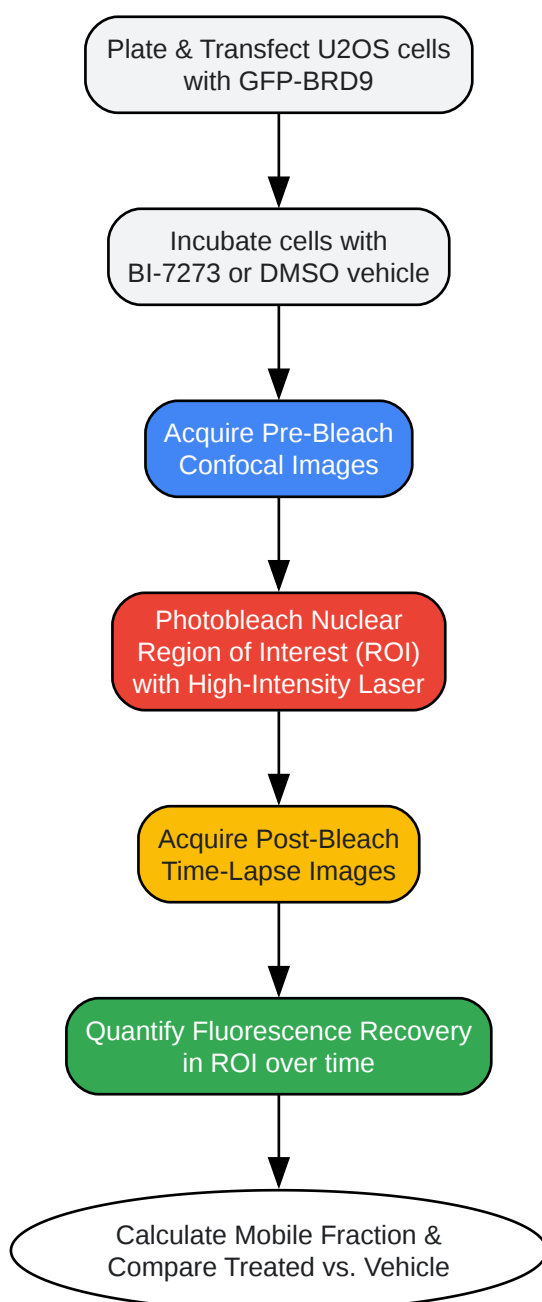 Plate & Transfect U2OS cells
with GFP-BRD9
Incubate cells with
BI-7273 or DMSO vehicle
Acquire Pre-Bleach
Confocal Images
Photobleach Nuclear
Region of Interest (ROI)
with High-Intensity Laser
Acquire Post-Bleach
Time-Lapse Images
Quantify Fluorescence Recovery
in ROI over time
Calculate Mobile Fraction &
Compare Treated vs. Vehicle